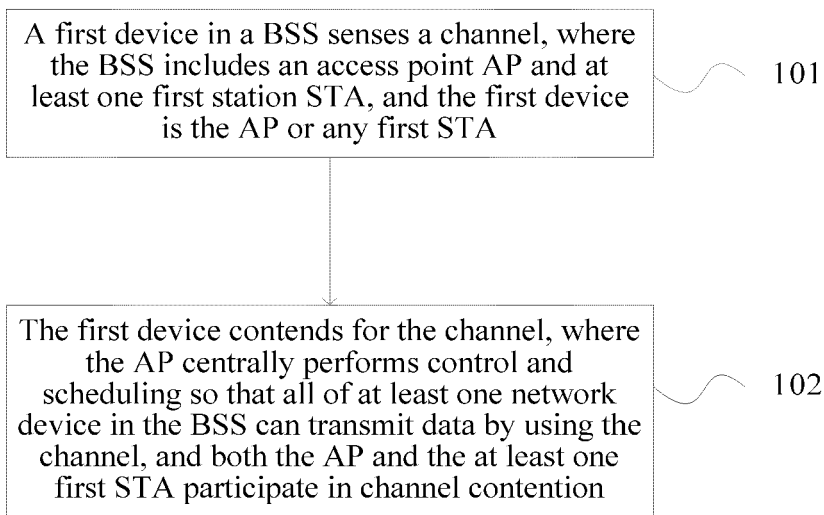 A first device in a BSS senses a channel, where
the BSS includes an access point AP and at
least one first station STA, and the first device
is the AP or any first STA
101
The first device contends for the channel, where
the AP centrally performs control and
scheduling so that all of at least one network
device in the BSS can transmit data by using the
channel, and both the AP and the at least one
first STA participate in channel contention
102